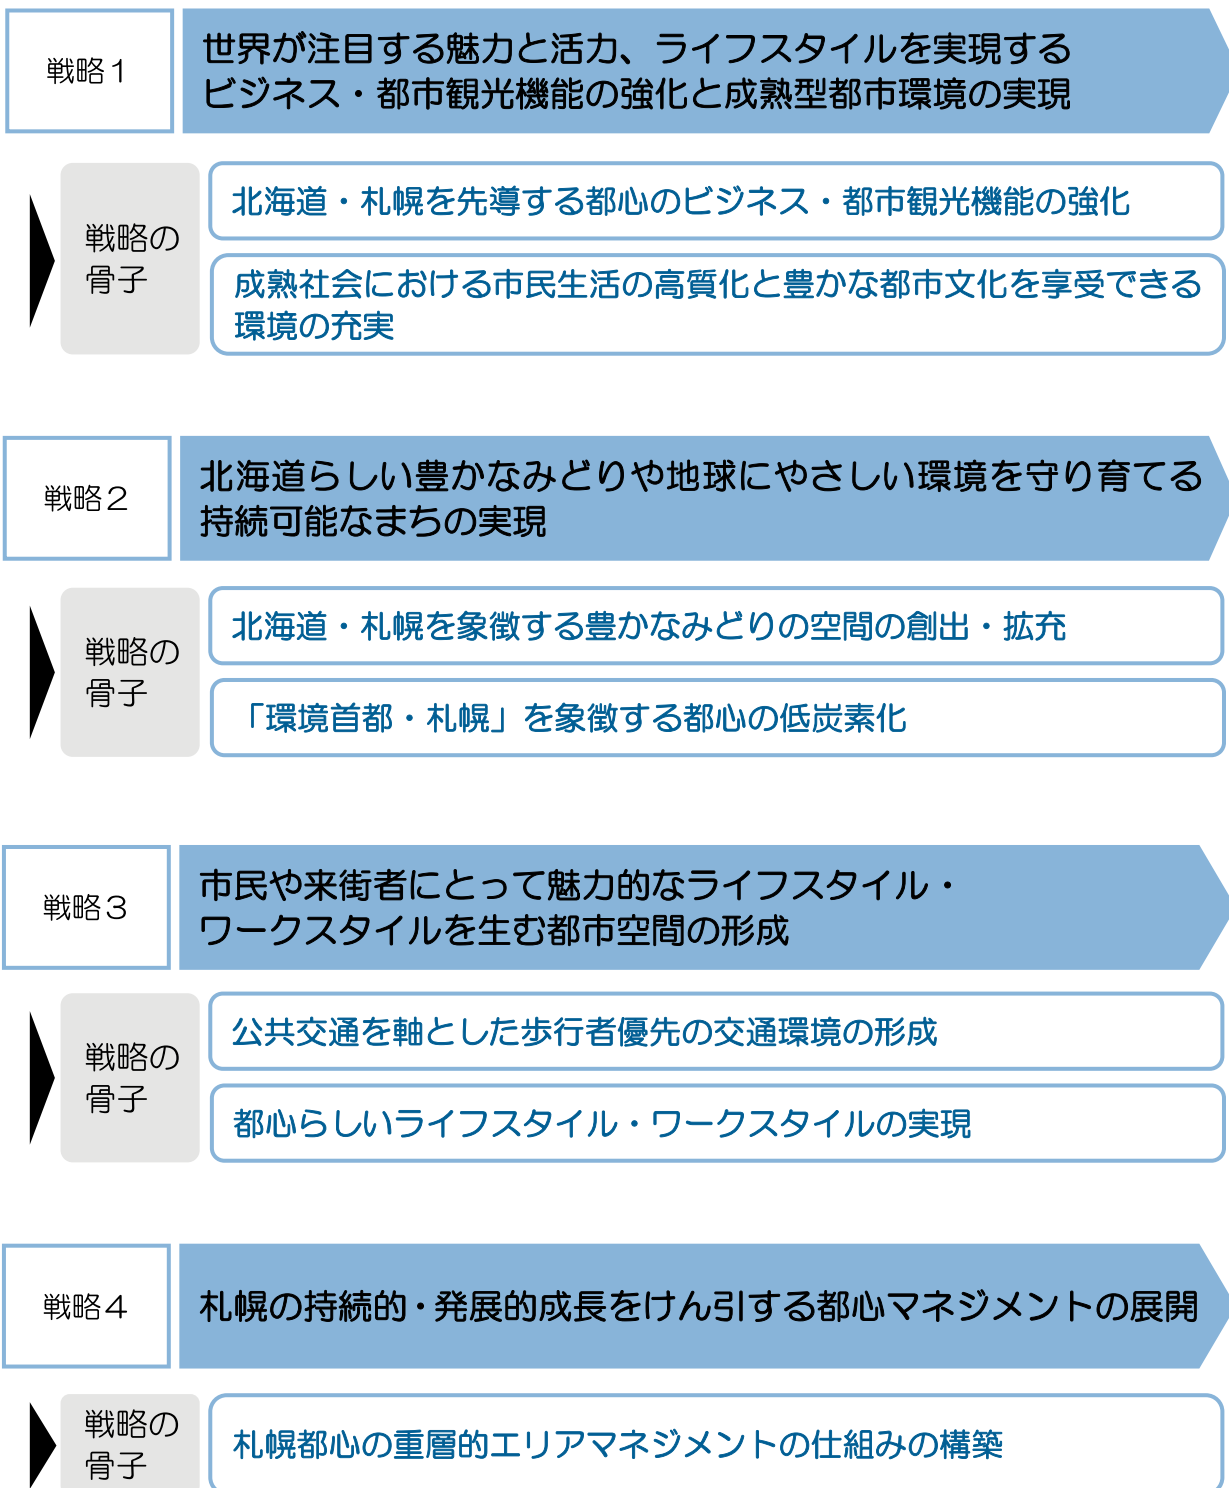 戦略1
世界が注目する魅力と活力、ライフスタイルを実現する
ビジネス・都市観光機能の強化と成熟型都市環境の実現
戦略の
骨子
北海道・札幌を先導する都心のビジネス・都市観光機能の強化
成熟社会における市民生活の高質化と豊かな都市文化を享受できる
環境の充実
戦略2
北海道らしい豊かなみどりや地球にやさしい環境を守り育てる
持続可能なまちの実現
戦略の
骨子
北海道・札幌を象徴する豊かなみどりの空間の創出・拡充
「環境首都・札幌」を象徴する都心の低炭素化
戦略3
市民や来街者にとって魅力的なライフスタイル・
ワークスタイルを生む都市空間の形成
戦略の
骨子
公共交通を軸とした歩行者優先の交通環境の形成
都心らしいライフスタイル・ワークスタイルの実現
戦略4
札幌の持続的・発展的成長をけん引する都心マネジメントの展開
戦略の
骨子
札幌都心の重層的エリアマネジメントの仕組みの構築